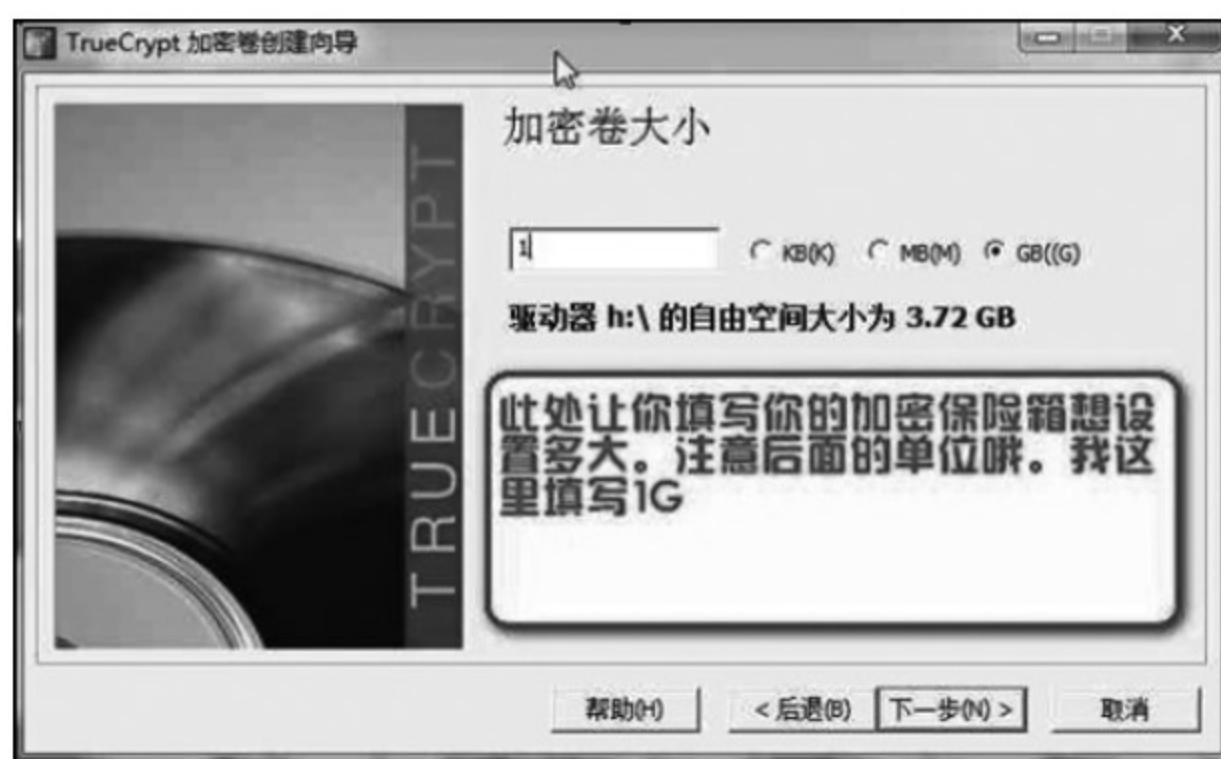 TrueCrypt 加密卷创建向导
加密卷大小
1
KB(K) MB(M) GB((G)
驱动器 h:\ 的自由空间大小为 3.72 GB
此处让你填写你的加密保险箱想设
置多大。注意后面的单位哦。我这
里填写1G
TRUECRYPT
帮助(H) < 后退(B) 下一步(N) > 取消